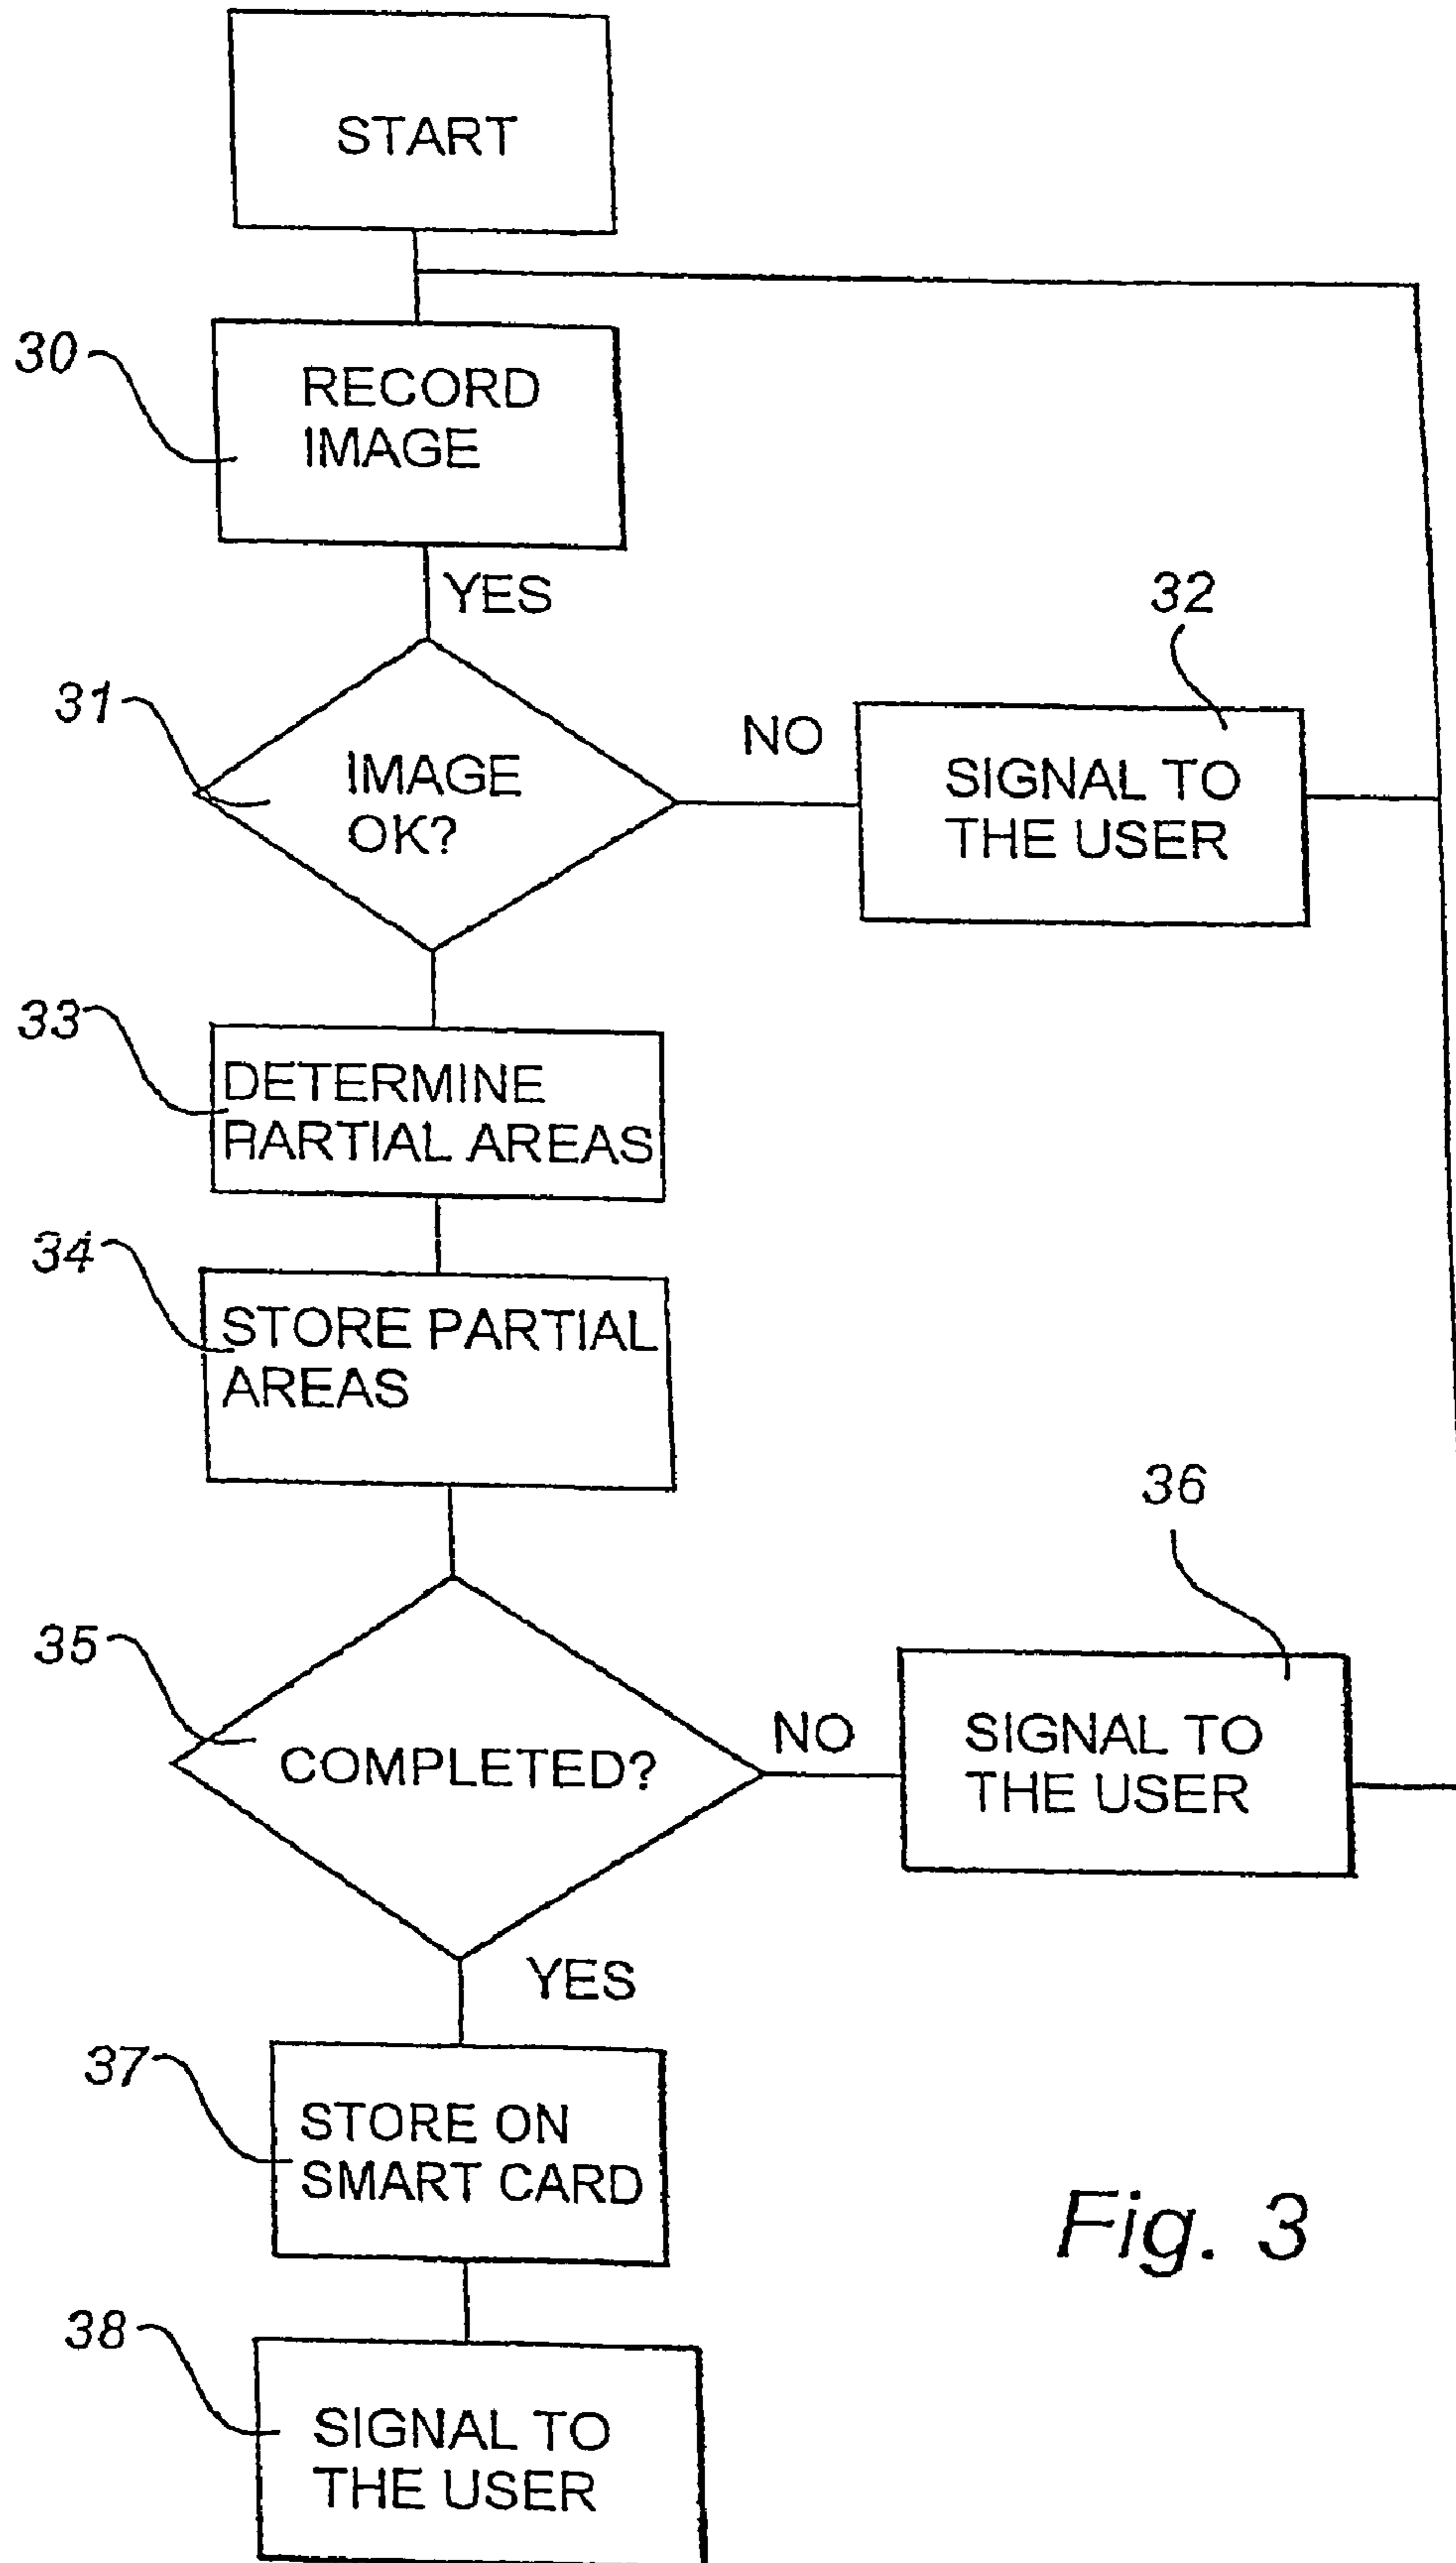 START
30
RECORD
IMAGE
YES
31
IMAGE
OK?
NO
32
SIGNAL TO
THE USER
33
DETERMINE
PARTIAL AREAS
34
STORE PARTIAL
AREAS
35
COMPLETED?
NO
36
SIGNAL TO
THE USER
YES
37
STORE ON
SMART CARD
38
SIGNAL TO
THE USER
Fig. 3